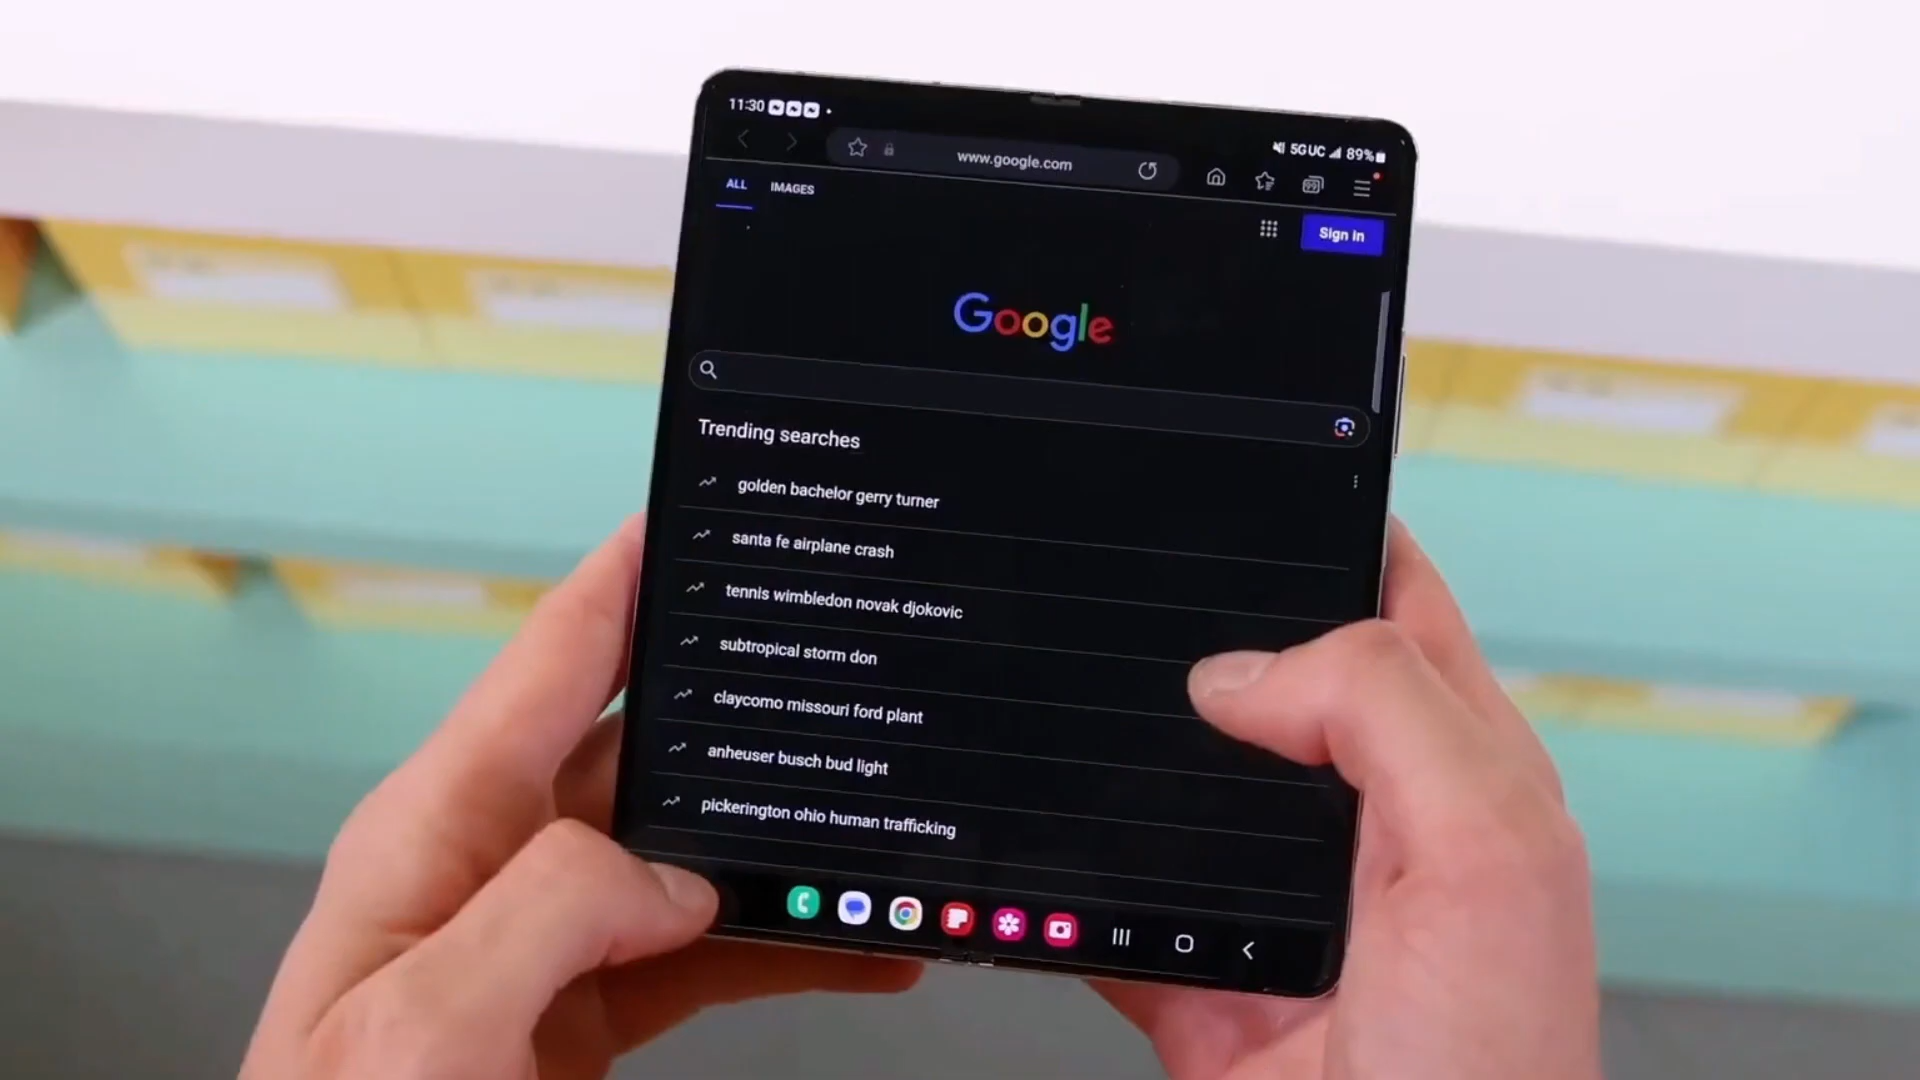 11:30
5G UC 89%
www.google.com
99
ALL IMAGES
Sign in
Google
Trending searches
golden bachelor gerry turner
santa fe airplane crash
tennis wimbledon novak djokovic
subtropical storm don
claycomo missouri ford plant
anheuser busch bud light
pickerington ohio human trafficking